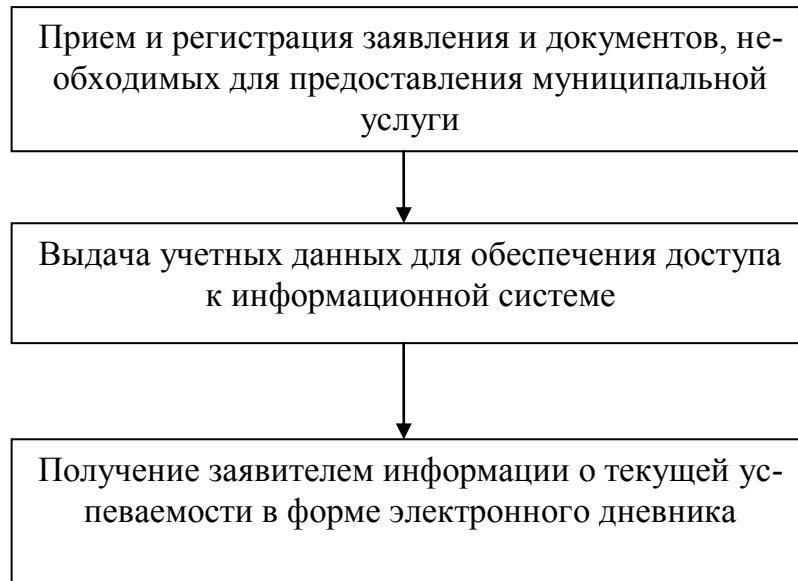 Прием и регистрация заявления и документов, не-
обходимых для предоставления муниципальной
услуги
Выдача учетных данных для обеспечения доступа
к информационной системе
Получение заявителем информации о текущей ус-
певаемости в форме электронного дневника